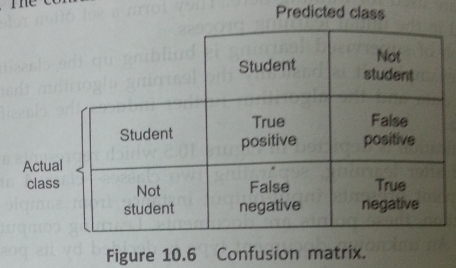 The
Predicted class
Student
Not
student
Student
True
positive
False
positive
Actual
class
Not
student
False
negative
True
negative
Figure 10.6 Confusion matrix.